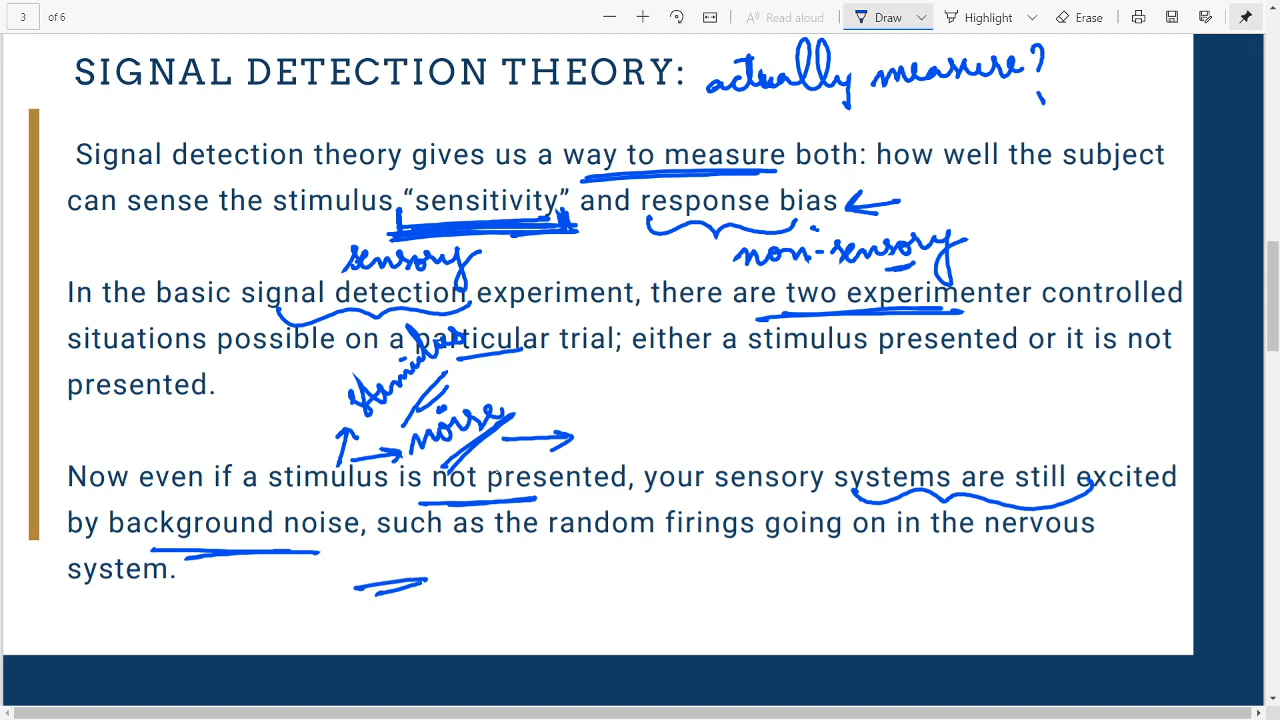 3 of 6
Read aloud
Draw
Highlight
Erase
SIGNAL DETECTION THEORY: actually measure?
Signal detection theory gives us a way to measure both: how well the subject
can sense the stimulus “sensitivity” and response bias
sensory non-sensory
In the basic signal detection experiment, there are two experimenter controlled
situations possible on a particular trial; either a stimulus presented or it is not
presented.
stimulus
noise
Now even if a stimulus is not presented, your sensory systems are still excited
by background noise, such as the random firings going on in the nervous
system.